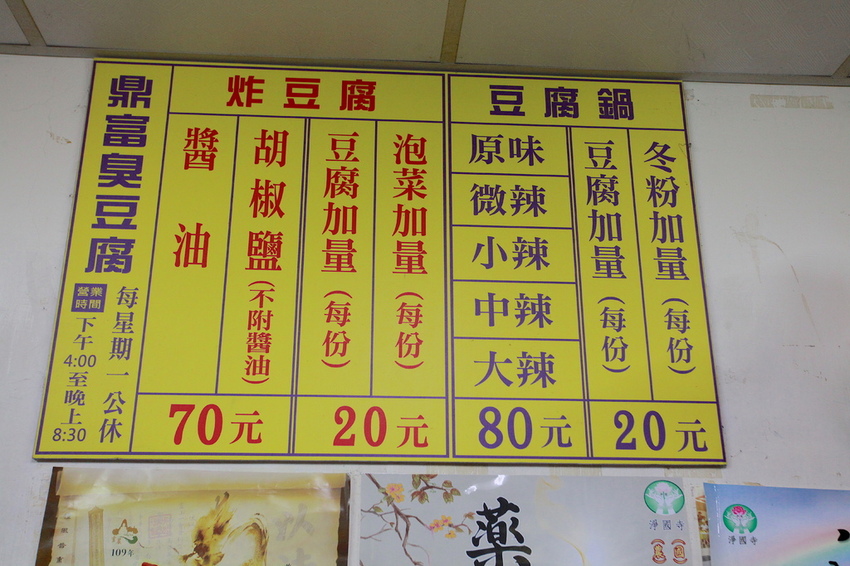 鼎富臭豆腐
營業時間
每星期一公休
下午4:00至晚上8:30
炸豆腐
醬油
胡椒鹽(不附醬油)
70元
豆腐加量(每份)
泡菜加量(每份)
20元
豆腐鍋
原味
微辣
小辣
中辣
大辣
80元
豆腐加量(每份)
冬粉加量(每份)
20元
109年
藥
淨國寺
淨國寺